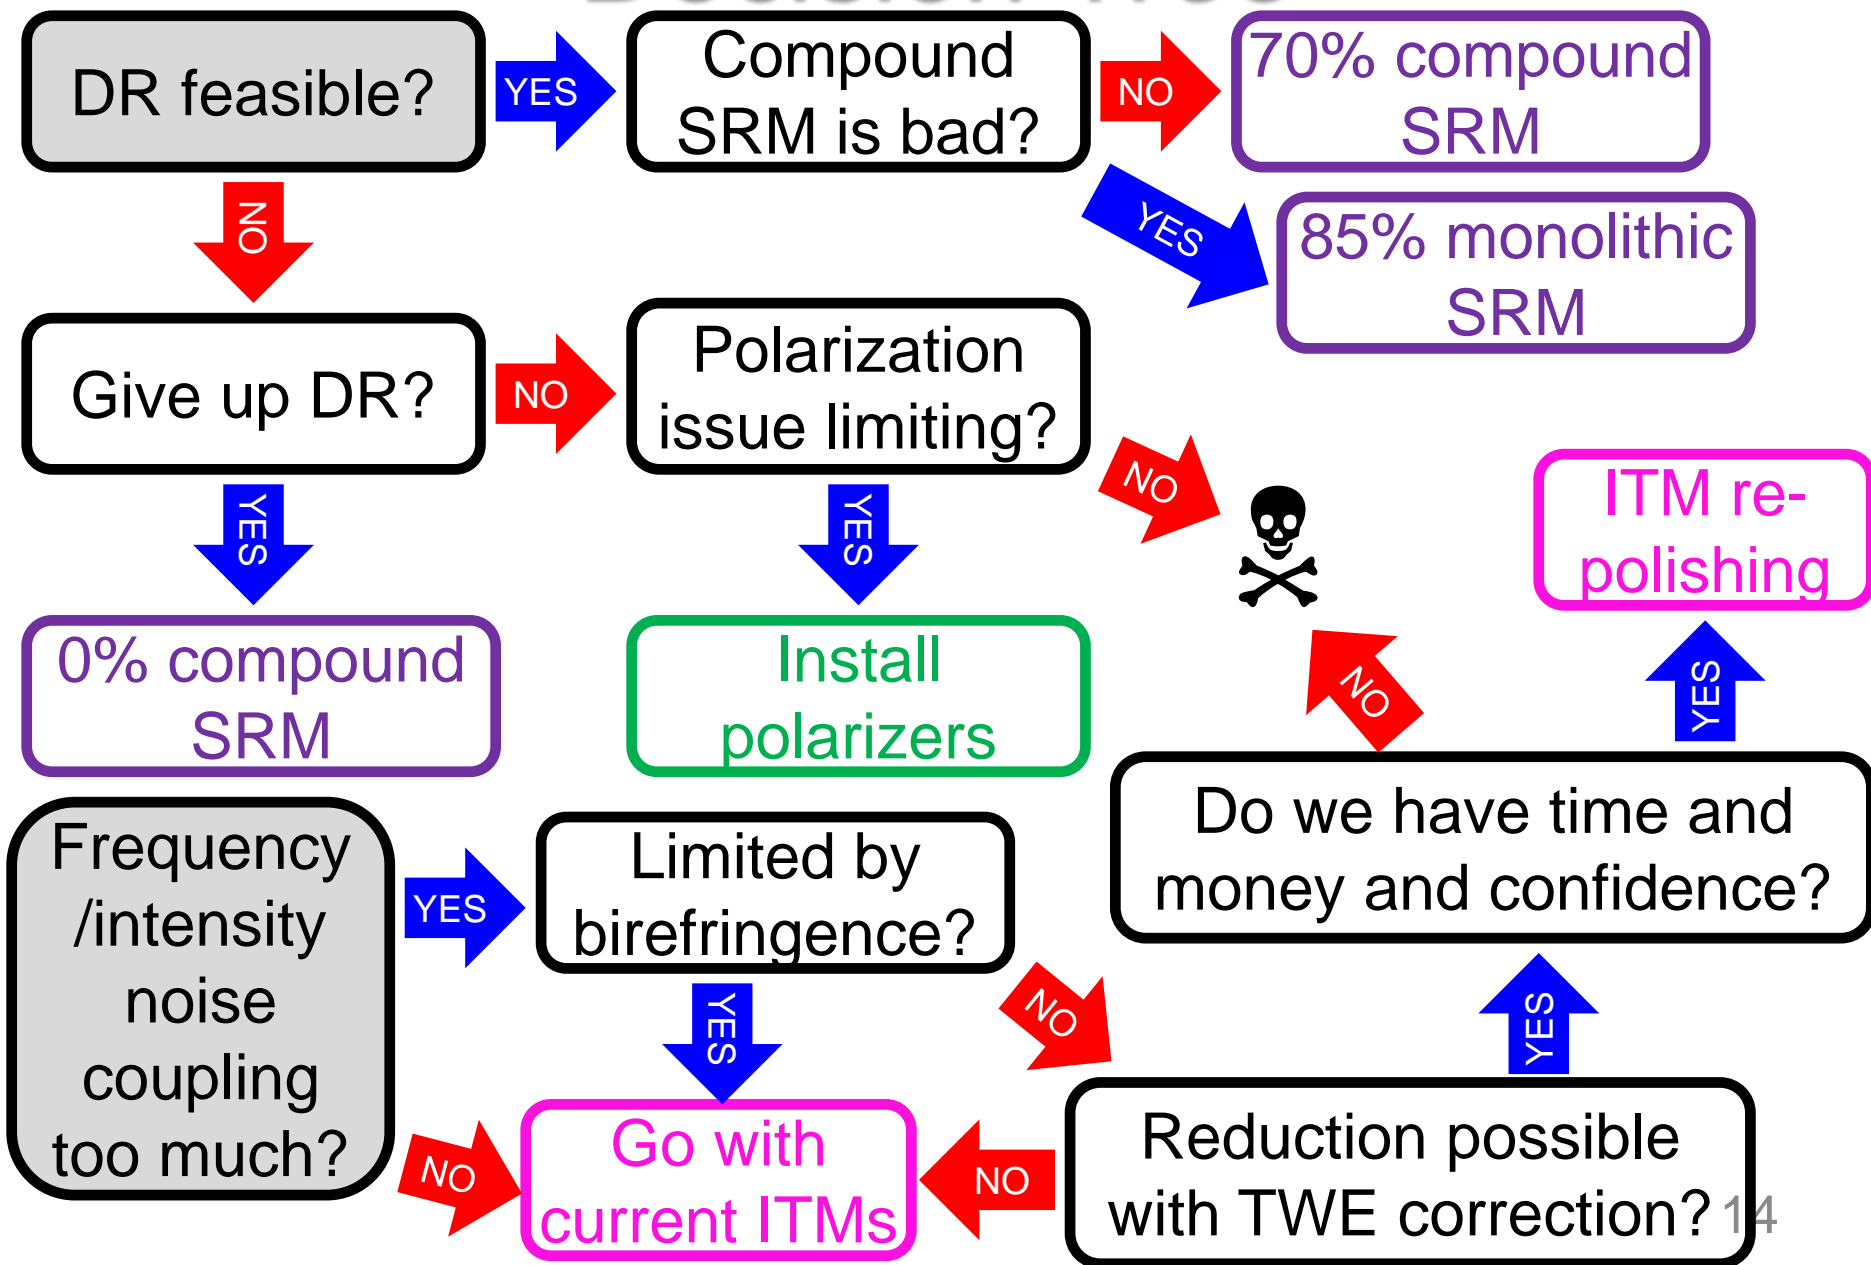 DR feasible?
YES
Compound
SRM is bad?
NO
70% compound
SRM
YES
85% monolithic
SRM
NO
Give up DR?
NO
Polarization
issue limiting?
NO
ITM re-
polishing
YES
YES
0% compound
SRM
Install
polarizers
NO
YES
Do we have time and
money and confidence?
Frequency
/intensity
noise
coupling
too much?
YES
Limited by
birefringence?
YES
NO
YES
NO
Go with
current ITMs
NO
Reduction possible
with TWE correction?
14